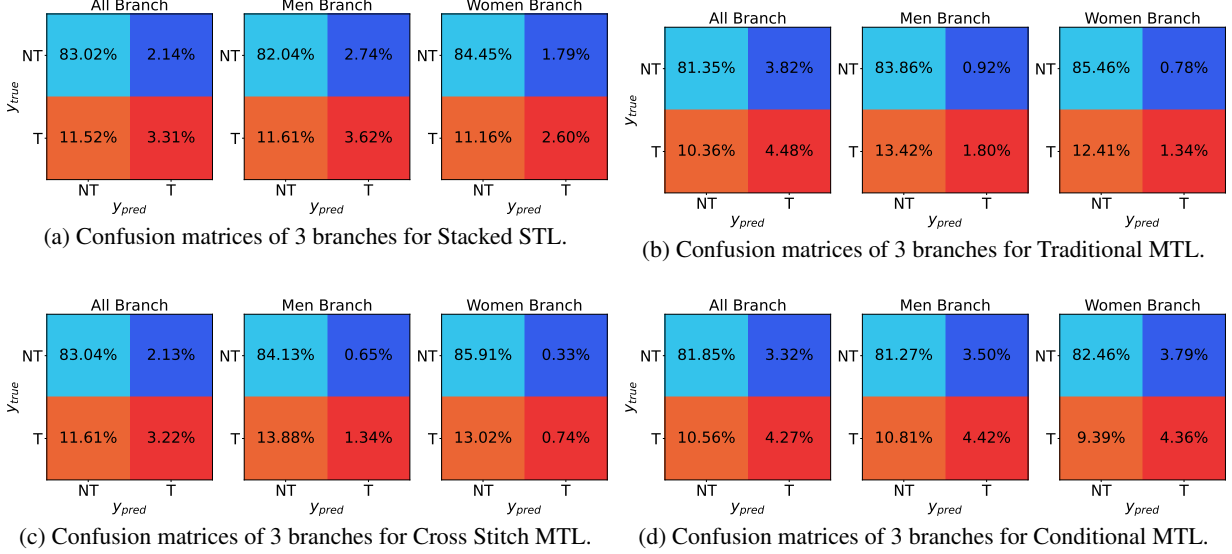 All Branch Men Branch Women Branch
NT 83.02% 2.14% 82.04% 2.74% 84.45% 1.79%
y_true
T 11.52% 3.31% 11.61% 3.62% 11.16% 2.60%
NT T NT T NT T
y_pred y_pred y_pred
(a) Confusion matrices of 3 branches for Stacked STL.
All Branch Men Branch Women Branch
NT 81.35% 3.82% 83.86% 0.92% 85.46% 0.78%
y_true
T 10.36% 4.48% 13.42% 1.80% 12.41% 1.34%
NT T NT T NT T
y_pred y_pred y_pred
(b) Confusion matrices of 3 branches for Traditional MTL.
All Branch Men Branch Women Branch
NT 83.04% 2.13% NT 84.13% 0.65% NT 85.91% 0.33%
y_true
T 11.61% 3.22% T 13.88% 1.34% T 13.02% 0.74%
NT T NT T NT T
y_pred y_pred y_pred
(c) Confusion matrices of 3 branches for Cross Stitch MTL.
All Branch Men Branch Women Branch
NT 81.85% 3.32% NT 81.27% 3.50% NT 82.46% 3.79%
y_true
T 10.56% 4.27% T 10.81% 4.42% T 9.39% 4.36%
NT T NT T NT T
y_pred y_pred y_pred
(d) Confusion matrices of 3 branches for Conditional MTL.